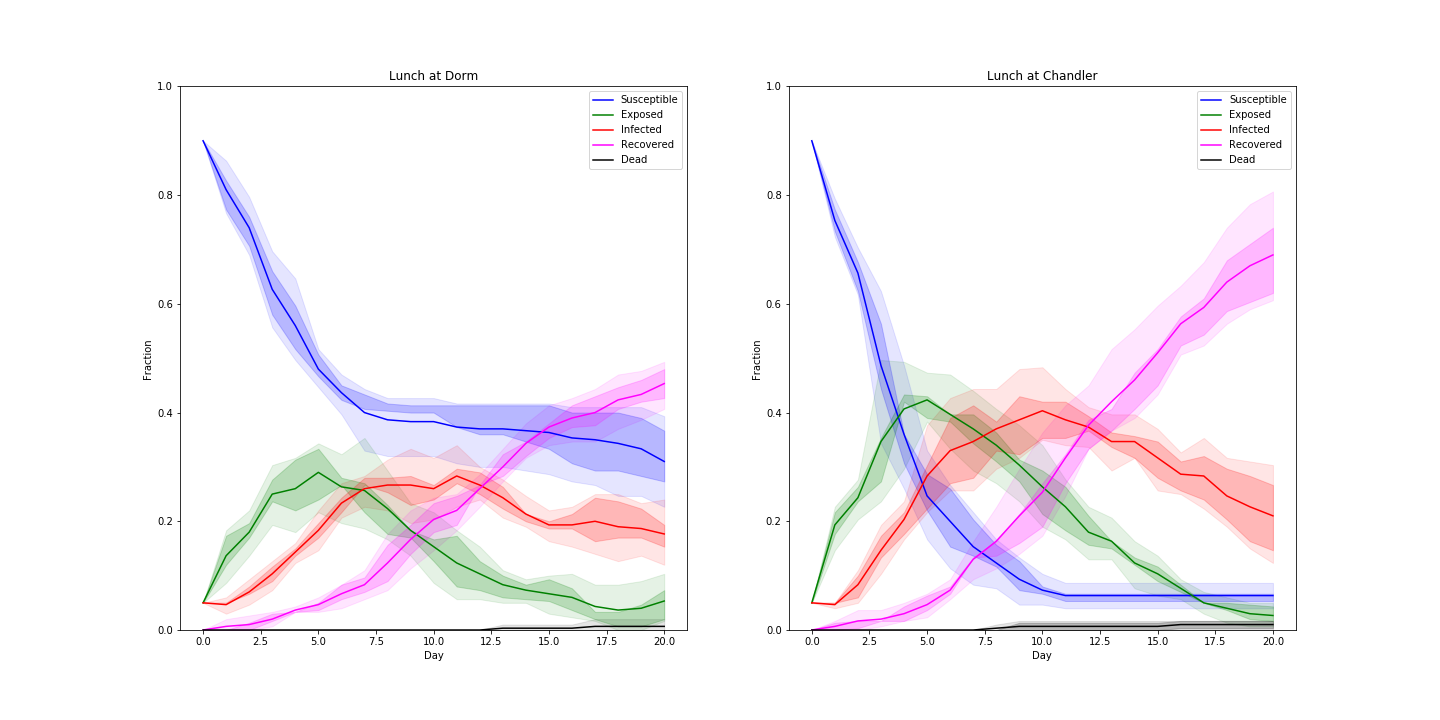 Lunch at Dorm
1.0
0.8
0.6
0.4
0.2
0.0
Fraction
0.0 2.5 5.0 7.5 10.0 12.5 15.0 17.5 20.0
Day
Susceptible
Exposed
Infected
Recovered
Dead
Lunch at Chandler
1.0
0.8
0.6
0.4
0.2
0.0
Fraction
0.0 2.5 5.0 7.5 10.0 12.5 15.0 17.5 20.0
Day
Susceptible
Exposed
Infected
Recovered
Dead